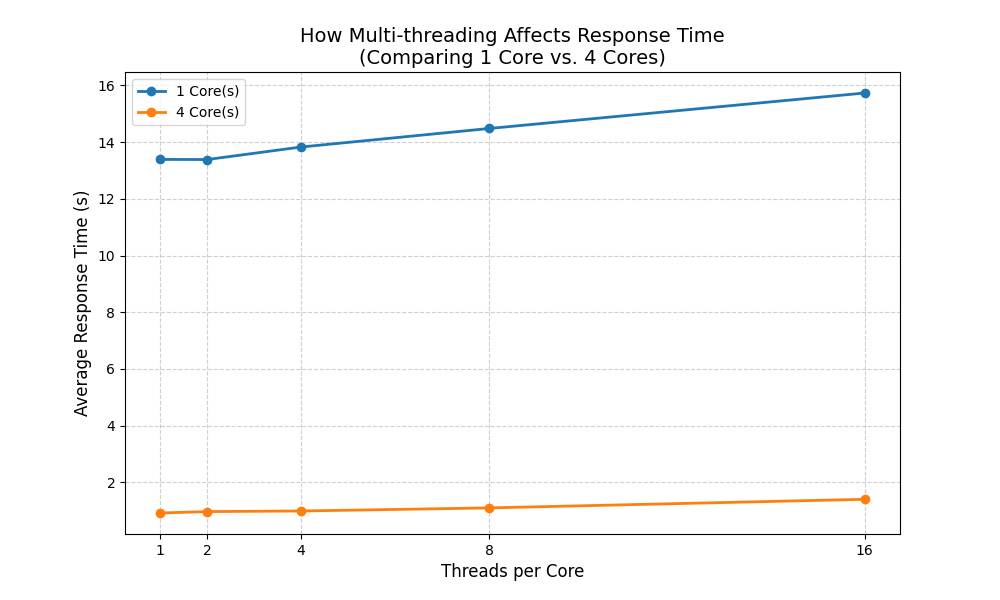 How Multi-threading Affects Response Time
(Comparing 1 Core vs. 4 Cores)
1 Core(s)
4 Core(s)
Average Response Time (s)
16
14
12
10
8
6
4
2
1 2 4 8 16
Threads per Core